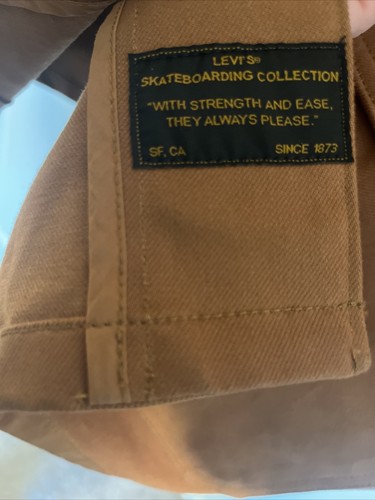 LEVI'S®
SKATEBOARDING COLLECTION
"WITH STRENGTH AND EASE,
THEY ALWAYS PLEASE."
SF, CA SINCE 1873